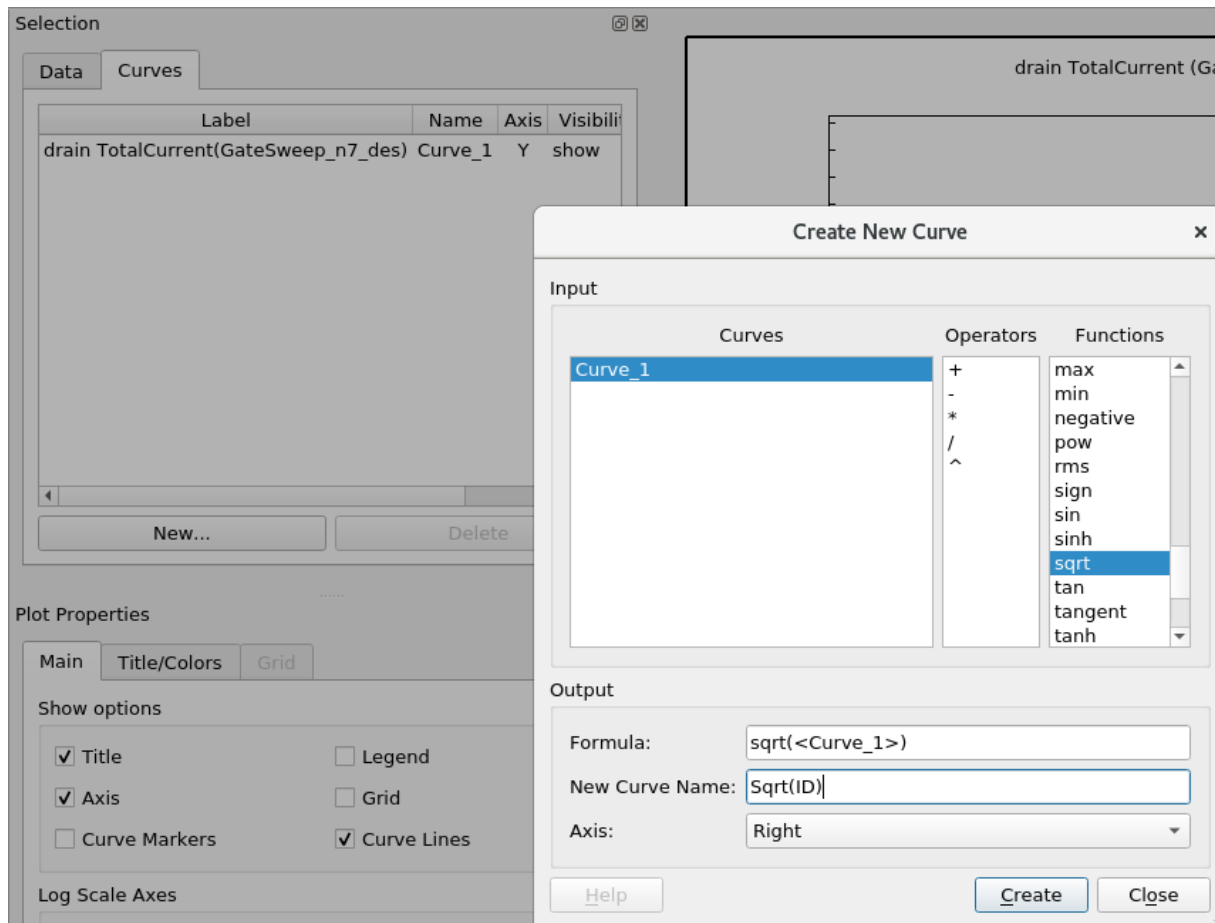 Selection
Data Curves
drain TotalCurrent (Ga
Label Name Axis Visibilit
drain TotalCurrent(GateSweep_n7_des) Curve_1 Y show
Create New Curve
Input
Curves Operators Functions
Curve_1 + max
- min
* negative
/ pow
^ rms
sign
sin
sinh
sqrt
tan
tangent
tanh
New... Delete
Plot Properties
Main Title/Colors Grid
Show options
Title Legend
Axis Grid
Curve Markers Curve Lines
Log Scale Axes
Output
Formula: sqrt(<Curve_1>)
New Curve Name: Sqrt(ID)
Axis: Right
Help Create Close